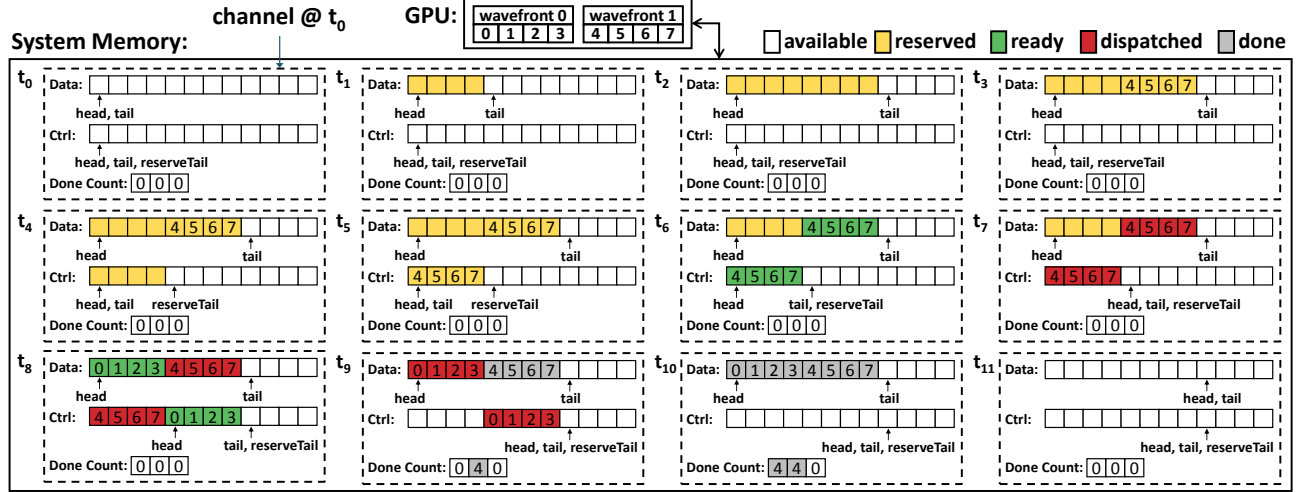 channel @ t0
GPU:
wavefront 0 wavefront 1
0 1 2 3 4 5 6 7
System Memory:
available reserved ready dispatched done
t0
Data:
head, tail
Ctrl:
head, tail, reserveTail
Done Count: 0 0 0
t1
Data:
head tail
Ctrl:
head, tail, reserveTail
Done Count: 0 0 0
t2
Data:
head tail
Ctrl:
head, tail, reserveTail
Done Count: 0 0 0
t3
Data: 4 5 6 7
head tail
Ctrl:
head, tail, reserveTail
Done Count: 0 0 0
t4
Data: 4 5 6 7
head tail
Ctrl:
head, tail reserveTail
Done Count: 0 0 0
t5
Data: 4 5 6 7
head tail
Ctrl: 4 5 6 7
head, tail reserveTail
Done Count: 0 0 0
t6
Data: 4 5 6 7
head tail
Ctrl: 4 5 6 7
head tail, reserveTail
Done Count: 0 0 0
t7
Data: 4 5 6 7
head tail
Ctrl: 4 5 6 7
head, tail, reserveTail
Done Count: 0 0 0
t8
Data: 0 1 2 3 4 5 6 7
head tail
Ctrl: 4 5 6 7 0 1 2 3
head tail, reserveTail
Done Count: 0 0 0
t9
Data: 0 1 2 3 4 5 6 7
head tail
Ctrl: 0 1 2 3
head, tail, reserveTail
Done Count: 0 4 0
t10
Data: 0 1 2 3 4 5 6 7
head tail
Ctrl:
head, tail, reserveTail
Done Count: 4 4 0
t11
Data:
head, tail
Ctrl:
head, tail, reserveTail
Done Count: 0 0 0